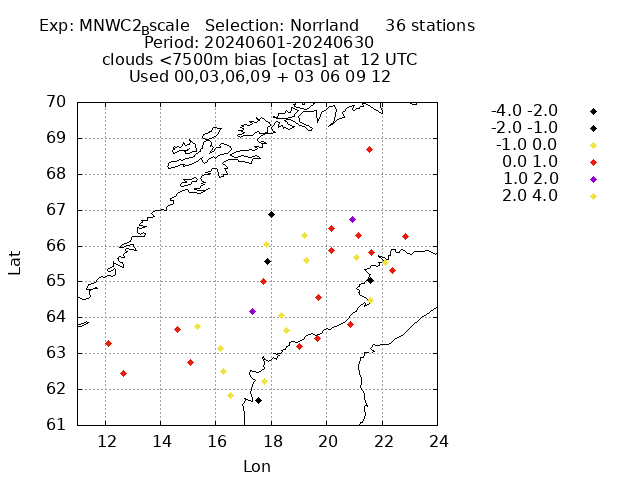 Exp: MNWC2Bscale   Selection: Norrland     36 stations
Period: 20240601-20240630
clouds <7500m bias [octas] at  12 UTC
Used 00,03,06,09 + 03 06 09 12
-4.0 -2.0
-2.0 -1.0
-1.0 0.0
0.0 1.0
1.0 2.0
2.0 4.0
70
69
68
67
66
65
64
63
62
61
Lat
12 14 16 18 20 22 24
Lon